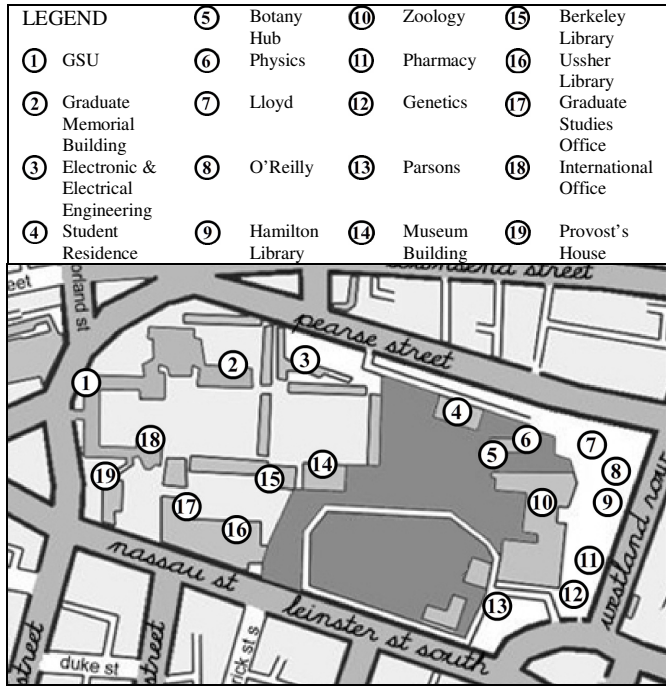 LEGEND
5 Botany Hub
10 Zoology
15 Berkeley Library
1 GSU
6 Physics
11 Pharmacy
16 Ussher Library
2 Graduate Memorial Building
7 Lloyd
12 Genetics
17 Graduate Studies Office
3 Electronic & Electrical Engineering
8 O'Reilly
13 Parsons
18 International Office
4 Student Residence
9 Hamilton Library
14 Museum Building
19 Provost's House
street
pearse street
1
2
3
4
5
6
7
8
9
10
11
12
13
14
15
16
17
18
19
nassau st
leinster st south
duke st
street
street